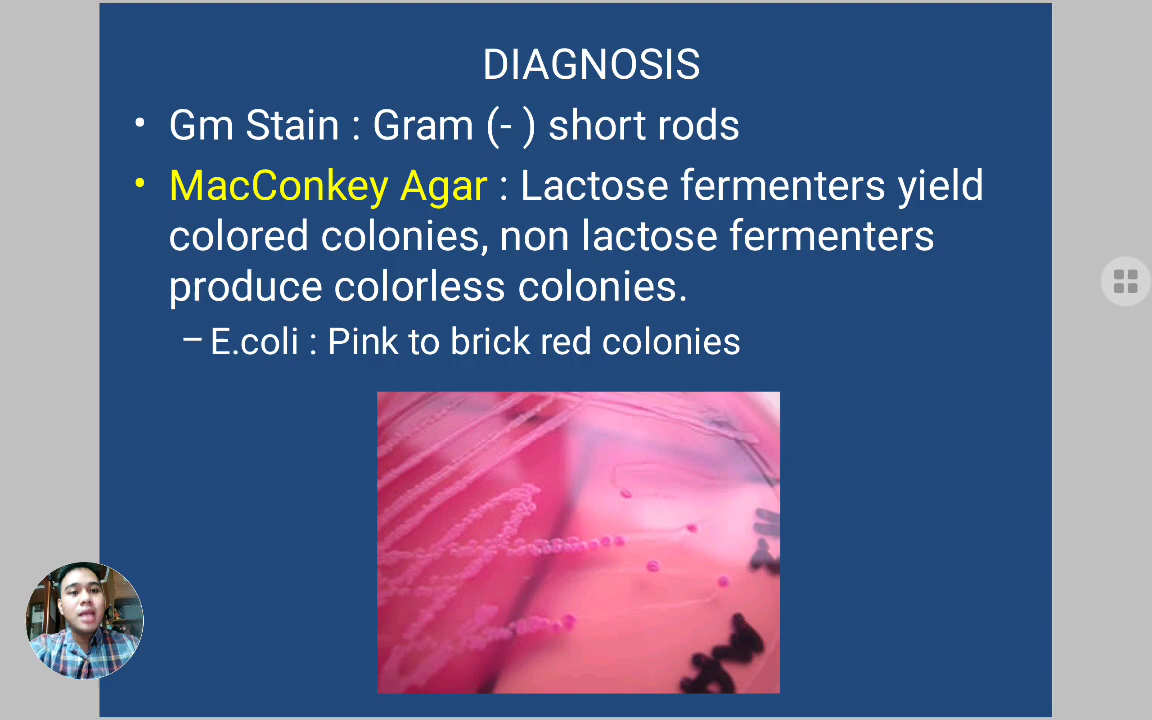 DIAGNOSIS
• Gm Stain : Gram (- ) short rods
• MacConkey Agar : Lactose fermenters yield
colored colonies, non lactose fermenters
produce colorless colonies.
– E.coli : Pink to brick red colonies